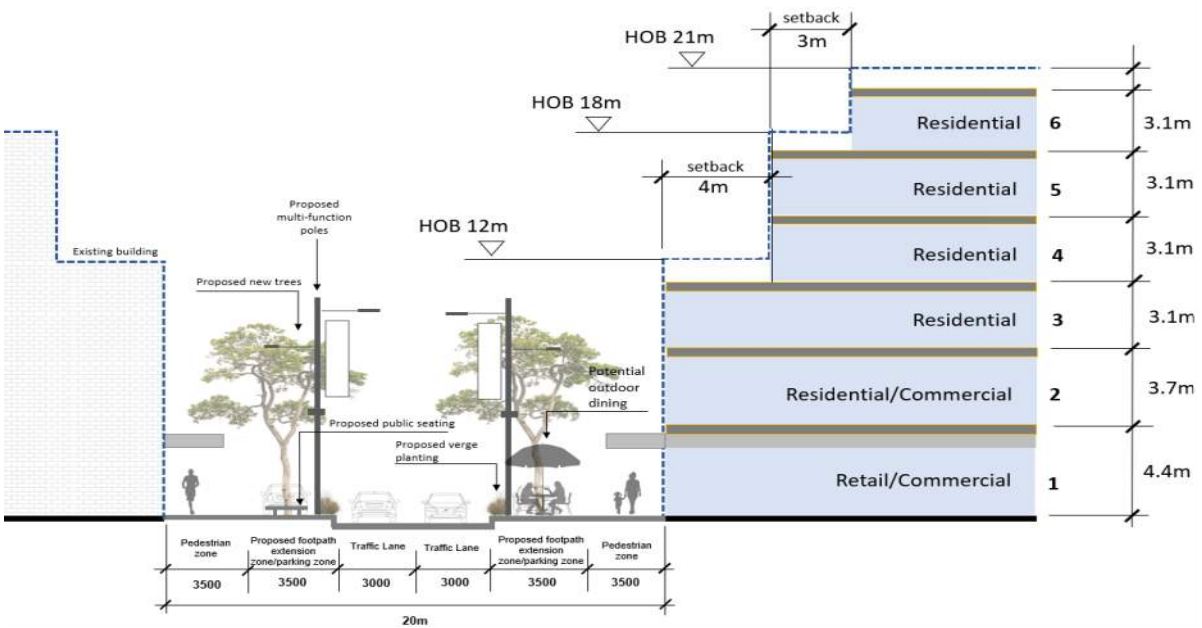 setback
3m
HOB 21m
HOB 18m
setback
4m
HOB 12m
Existing building
Proposed
multi-function
poles
Proposed new trees
Proposed public seating
Proposed verge
planting
Potential
outdoor
dining
Residential 6 3.1m
Residential 5 3.1m
Residential 4 3.1m
Residential 3 3.1m
Residential/Commercial 2 3.7m
Retail/Commercial 1 4.4m
Pedestrian
zone
3500
Proposed footpath
extension
zone/parking zone
3500
Traffic Lane
3000
Traffic Lane
3000
Proposed footpath
extension
zone/parking zone
3500
Pedestrian
zone
3500
20m